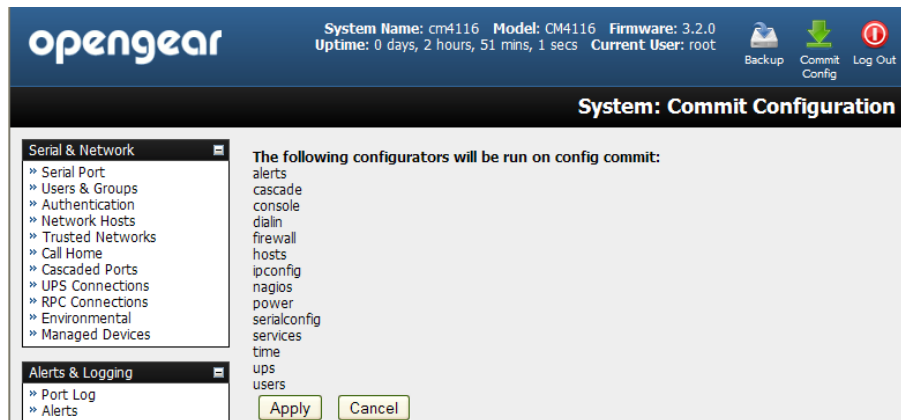 opengear
System Name: cm4116 Model: CM4116 Firmware: 3.2.0
Uptime: 0 days, 2 hours, 51 mins, 1 secs Current User: root
Backup
Commit
Config
Log Out
System: Commit Configuration
Serial & Network
» Serial Port
» Users & Groups
» Authentication
» Network Hosts
» Trusted Networks
» Call Home
» Cascaded Ports
» UPS Connections
» RPC Connections
» Environmental
» Managed Devices
Alerts & Logging
» Port Log
» Alerts
The following configurators will be run on config commit:
alerts
cascade
console
dialin
firewall
hosts
ipconfig
nagios
power
serialconfig
services
time
ups
users
Apply Cancel